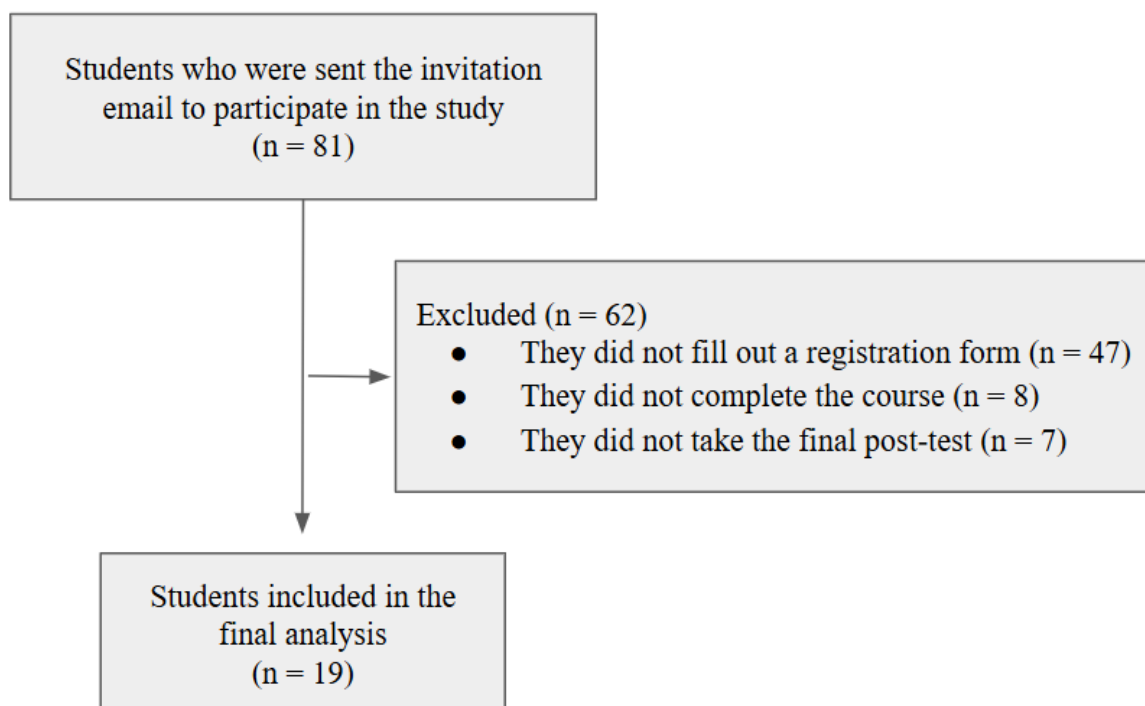 Students who were sent the invitation
email to participate in the study
(n = 81)
Excluded (n = 62)
● They did not fill out a registration form (n = 47)
● They did not complete the course (n = 8)
● They did not take the final post-test (n = 7)
Students included in the
final analysis
(n = 19)